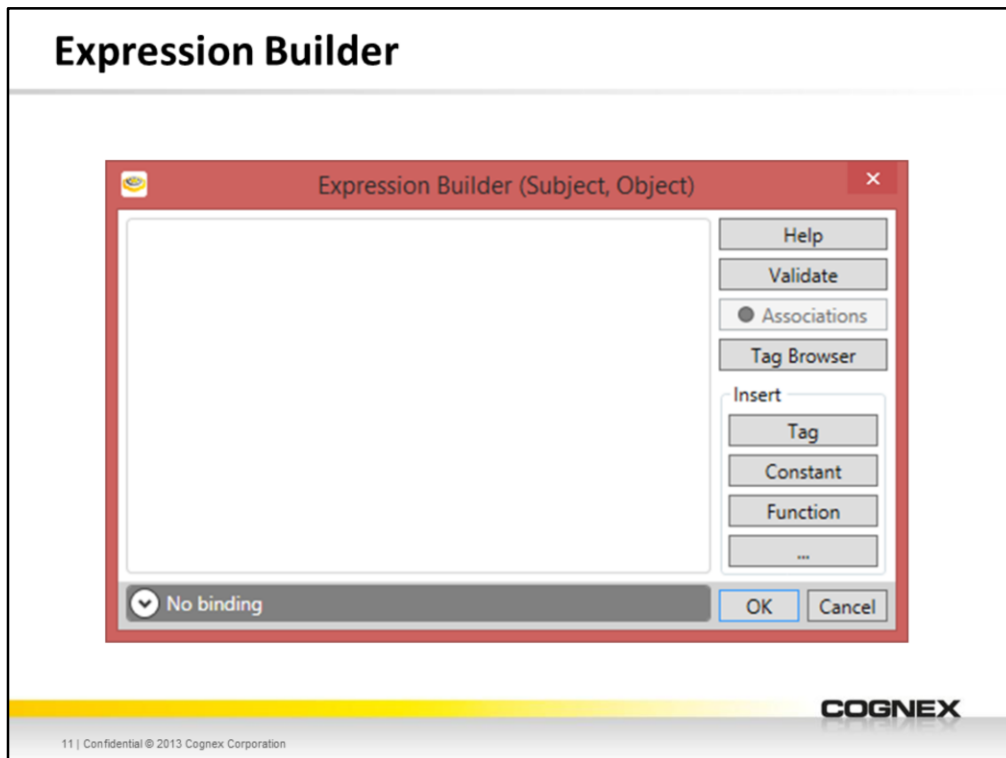 Expression Builder
Expression Builder (Subject, Object)
Help
Validate
Associations
Tag Browser
Insert
Tag
Constant
Function
...
No binding
OK
Cancel
COGNEX
11 | Confidential © 2013 Cognex Corporation